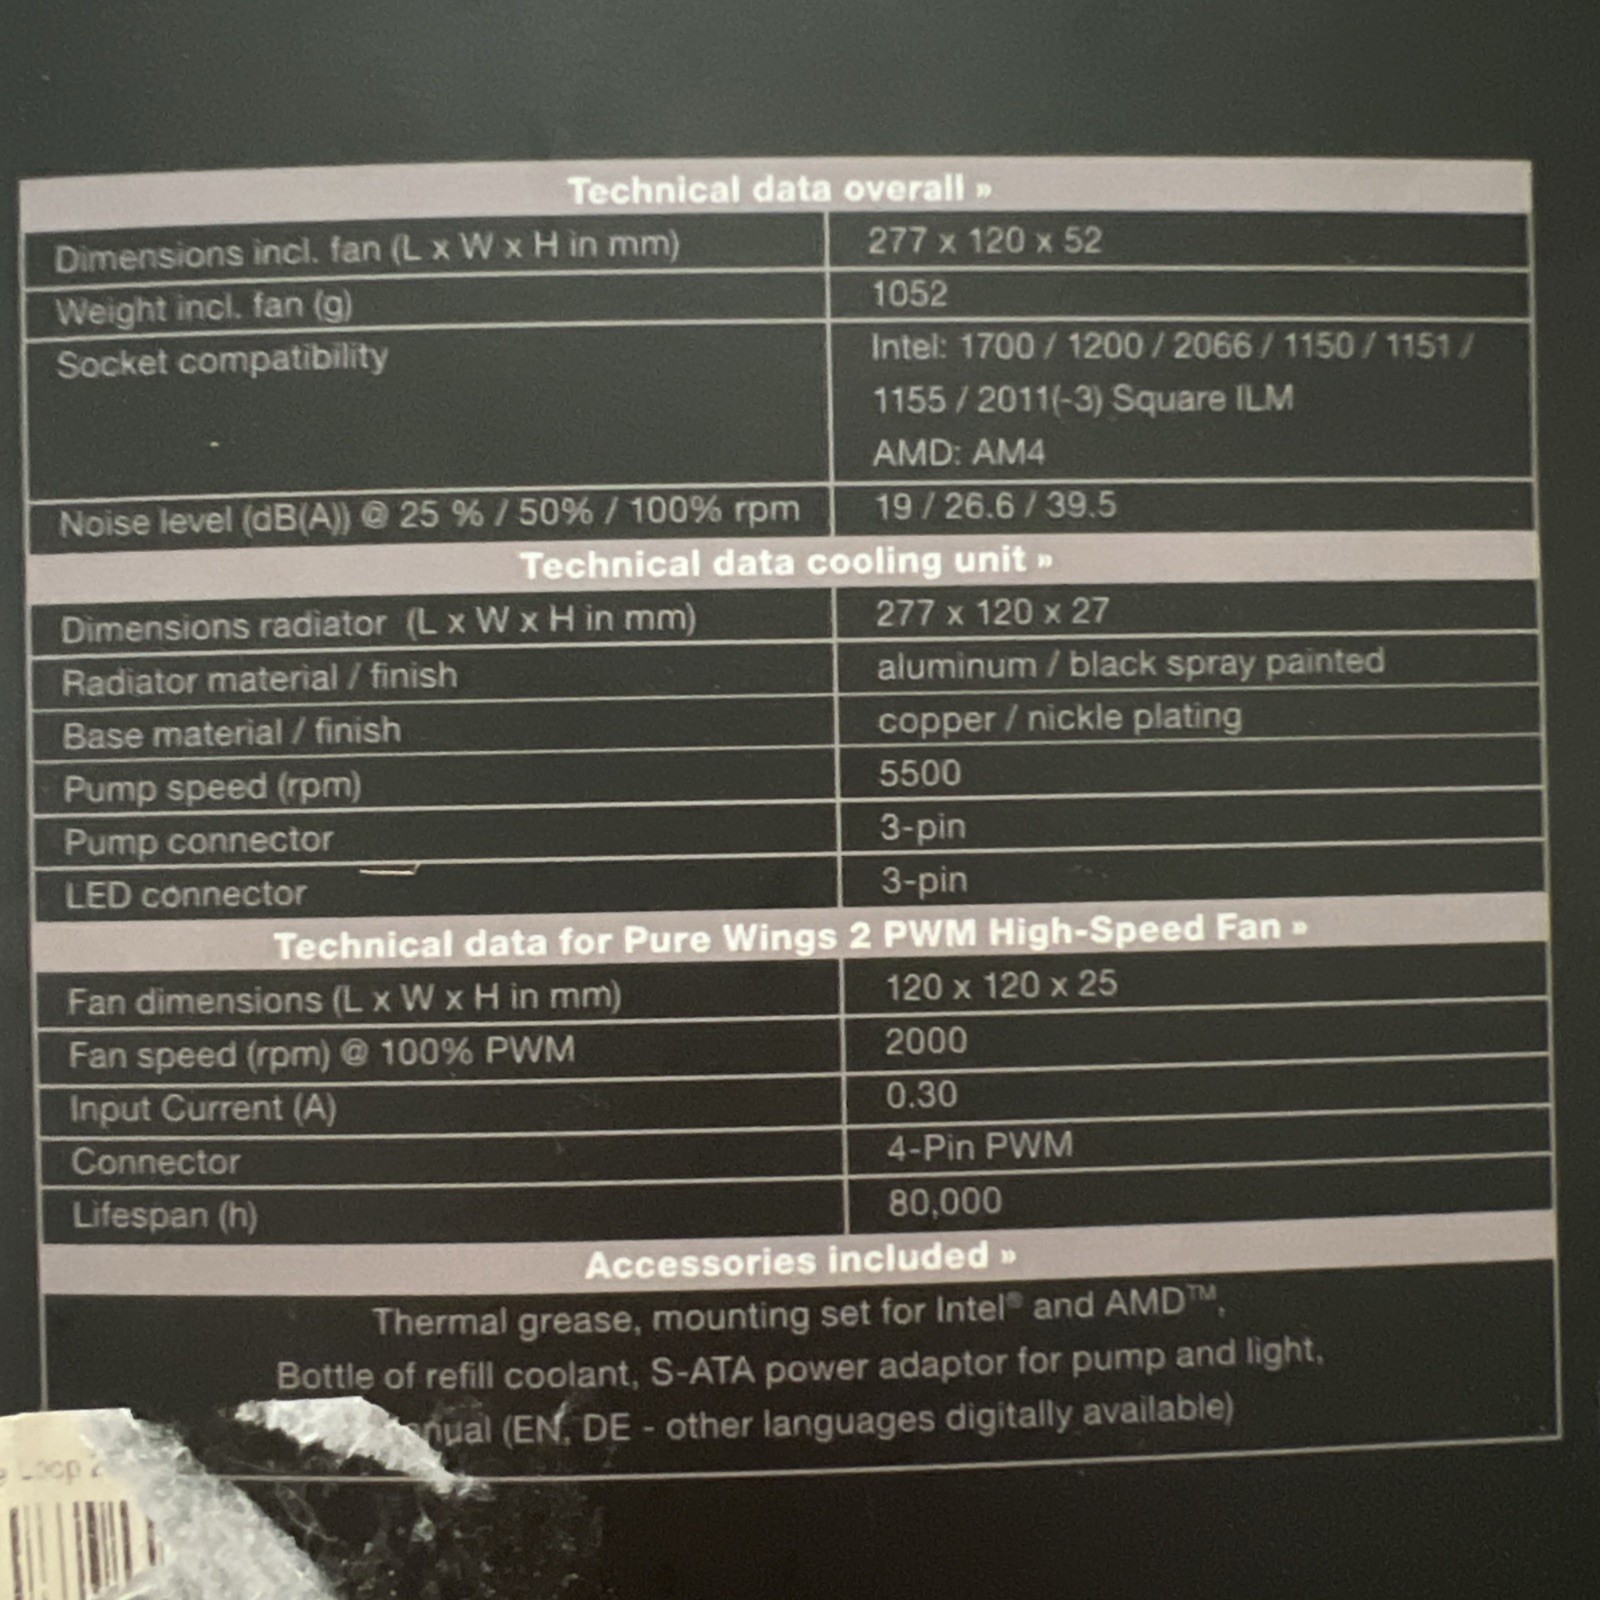 Technical data overall »
Dimensions incl. fan (L x W x H in mm) 277 x 120 x 52
Weight incl. fan (g) 1052
Socket compatibility Intel: 1700 / 1200 / 2066 / 1150 / 1151 /
1155 / 2011(-3) Square ILM
AMD: AM4
Noise level (dB(A)) @ 25 % / 50% / 100% rpm 19 / 26.6 / 39.5
Technical data cooling unit »
Dimensions radiator (L x W x H in mm) 277 x 120 x 27
Radiator material / finish aluminum / black spray painted
Base material / finish copper / nickle plating
Pump speed (rpm) 5500
Pump connector 3-pin
LED connector 3-pin
Technical data for Pure Wings 2 PWM High-Speed Fan »
Fan dimensions (L x W x H in mm) 120 x 120 x 25
Fan speed (rpm) @ 100% PWM 2000
Input Current (A) 0.30
Connector 4-Pin PWM
Lifespan (h) 80,000
Accessories included »
Thermal grease, mounting set for Intel® and AMD™,
Bottle of refill coolant, S-ATA power adaptor for pump and light,
(EN, DE - other languages digitally available)
Loop